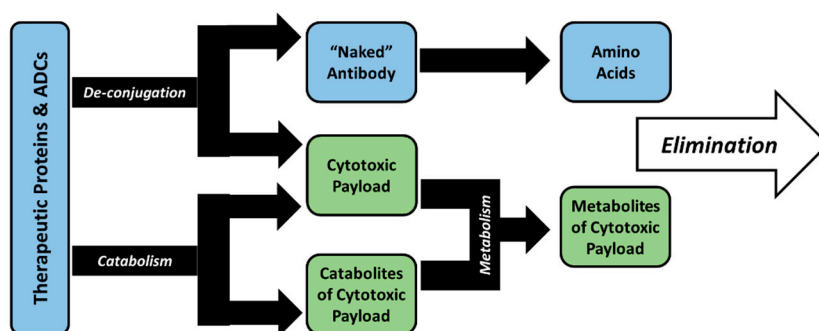 Therapeutic Proteins & ADCs
De-conjugation
Catabolism
“Naked”
Antibody
Cytotoxic
Payload
Catabolites
of Cytotoxic
Payload
Metabolism
Amino
Acids
Metabolites
of Cytotoxic
Payload
Elimination